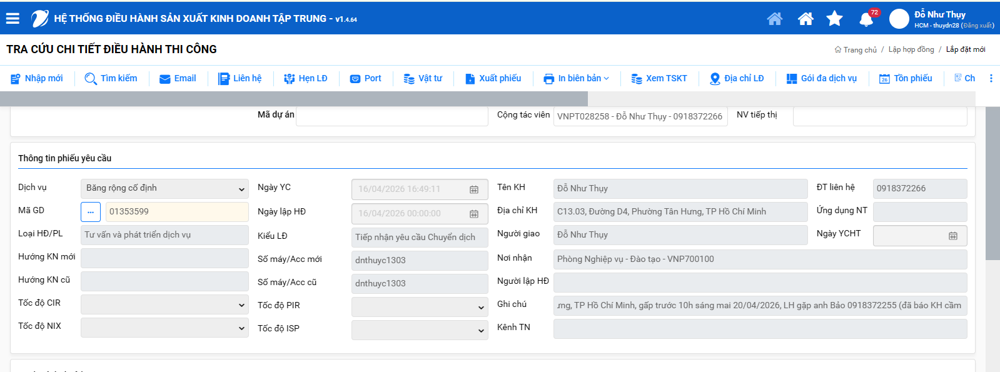 HỆ THỐNG ĐIỀU HÀNH SẢN XUẤT KINH DOANH TẬP TRUNG - v1.4.64
72
Đỗ Như Thụy
HCM - thuydn28 (Đăng xuất)
TRA CỨU CHI TIẾT ĐIỀU HÀNH THI CÔNG
Trang chủ / Lập hợp đồng / Lắp đặt mới
Nhập mới Tìm kiếm Email Liên hệ Hẹn LĐ Port Vật tư Xuất phiếu In biên bản Xem TSKT Địa chỉ LĐ Gói đa dịch vụ 26 Tồn phiếu Ch
Mã dự án Cộng tác viên VNPT028258 - Đỗ Như Thụy - 0918372266 NV tiếp thị
Thông tin phiếu yêu cầu
Dịch vụ Băng rộng cố định Ngày YC 16/04/2026 16:49:11 Tên KH Đỗ Như Thụy ĐT liên hệ 0918372266
Mã GD ... 01353599 Ngày lập HĐ 16/04/2026 00:00:00 Địa chỉ KH C13.03, Đường D4, Phường Tân Hưng, TP Hồ Chí Minh Ứng dụng NT
Loại HĐ/PL Tư vấn và phát triển dịch vụ Kiểu LĐ Tiếp nhận yêu cầu Chuyển dịch Người giao Đỗ Như Thụy Ngày YCHT
Hướng KN mới Số máy/Acc mới dnthuyc1303 Nơi nhận Phòng Nghiệp vụ - Đào tạo - VNP700100
Hướng KN cũ Số máy/Acc cũ dnthuyc1303 Người lập HĐ
Tốc độ CIR Tốc độ PIR Ghi chú ưng, TP Hồ Chí Minh, gấp trước 10h sáng mai 20/04/2026, LH gặp anh Bảo 0918372255 (đã báo KH cầm
Tốc độ NIX Tốc độ ISP Kênh TN